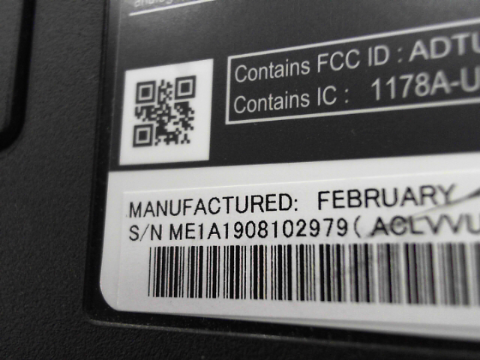 Contains FCC ID : ADTU
Contains IC : 1178A-U
MANUFACTURED: FEBRUARY
S/N ME1A1908102979( ACLVVU